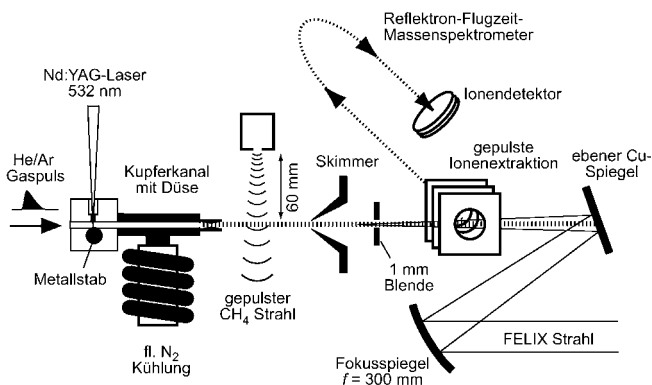 Reflektron-Flugzeit-
Massenspektrometer
Nd:YAG-Laser
532 nm
Ionendetektor
He/Ar
Gaspuls
Kupferkanal
mit Düse
60 mm
Skimmer
gepulste
Ionenextraktion
ebener Cu-
Spiegel
Metallstab
gepulster
CH4 Strahl
1 mm
Blende
fl. N2
Kühlung
FELIX Strahl
Fokusspiegel
f = 300 mm